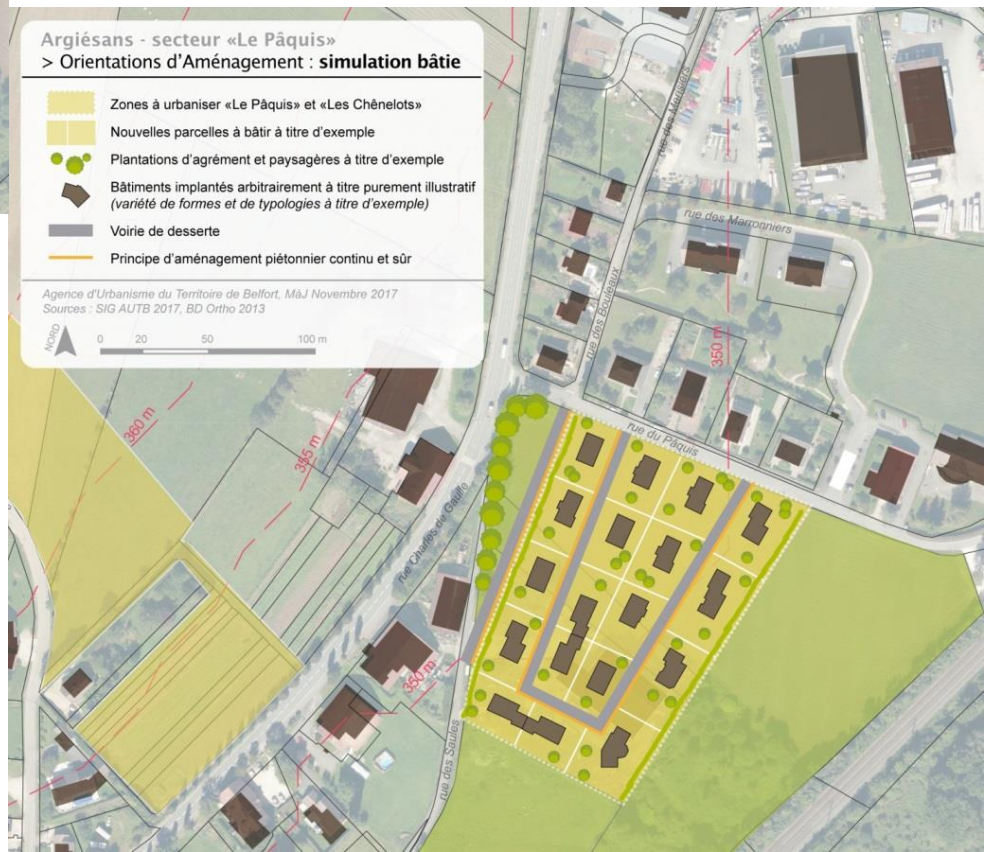 Argiésans - secteur «Le Pâquis»
> Orientations d'Aménagement : simulation bâtie
Zones à urbaniser «Le Pâquis» et «Les Chênelots»
Nouvelles parcelles à bâtir à titre d'exemple
Plantations d'agrément et paysagères à titre d'exemple
Bâtiments implantés arbitrairement à titre purement illustratif
(variété de formes et de typologies à titre d'exemple)
Voirie de desserte
Principe d'aménagement piétonnier continu et sûr
Agence d'Urbanisme du Territoire de Belfort, MàJ Novembre 2017
Sources : SIG AUTB 2017, BD Ortho 2013
NORD
0 20 50 100 m
rue des Merisiers
rue des Marronniers
rue des Bouleaux
350 m
360 m
355 m
rue du Pâquis
rue Charles de Gaulle
350 m
rue des Saules